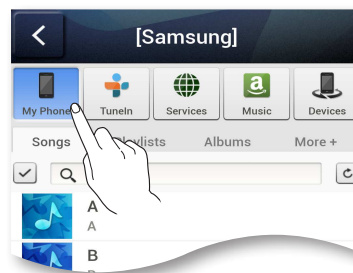 [Samsung]
My Phone TuneIn Services Music Devices
Songs Playlists Albums More +
A
A
B